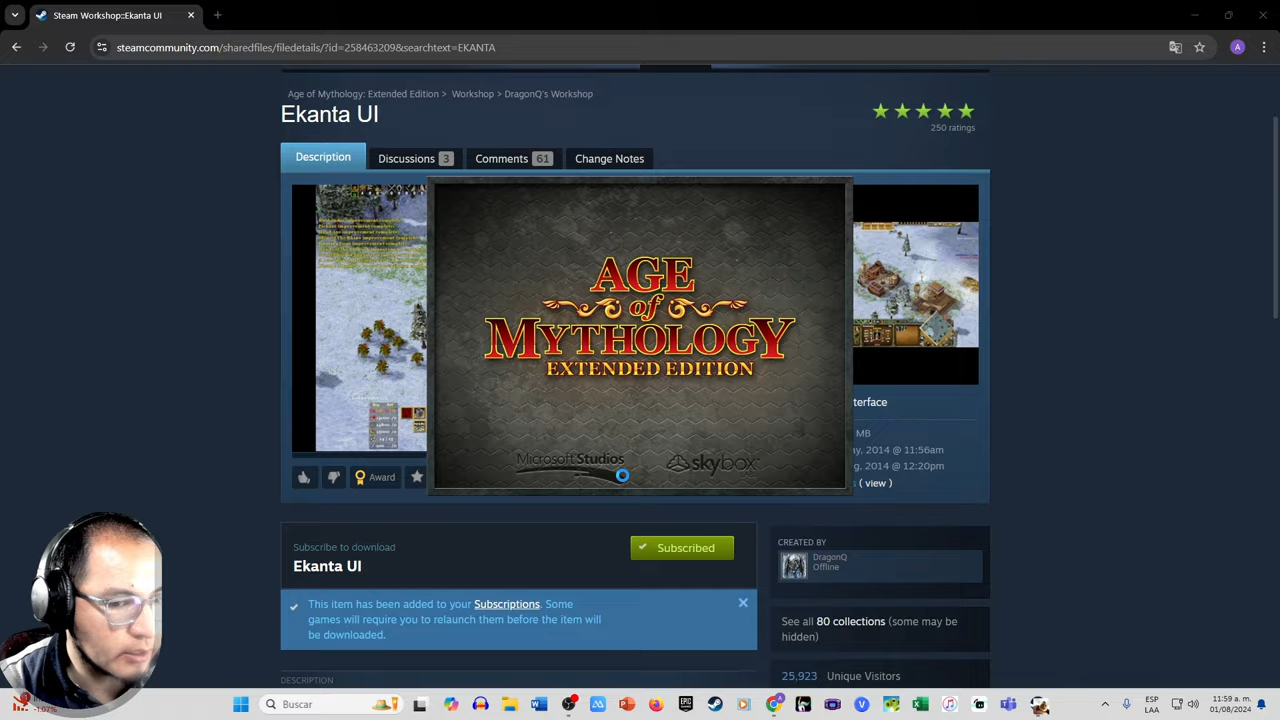 Steam Workshop::Ekanta UI
steamcommunity.com/sharedfiles/filedetails/?id=258463209&searchtext=EKANTA
A
Age of Mythology: Extended Edition > Workshop > DragonQ's Workshop
Ekanta UI
250 ratings
Description
Discussions 3
Comments 61
Change Notes
AGE
of
MYTHOLOGY
EXTENDED EDITION
Microsoft Studios
skybox
terface
MB
ay, 2014 @ 11:56am
g, 2014 @ 12:20pm
( view )
Award
Subscribe to download
Ekanta UI
Subscribed
This item has been added to your Subscriptions. Some
games will require you to relaunch them before the item will
be downloaded.
DESCRIPTION
CREATED BY
DragonQ
Offline
See all 80 collections (some may be
hidden)
25,923 Unique Visitors
-1.07%
Buscar
ESP
LAA
11:59 a. m.
01/08/2024